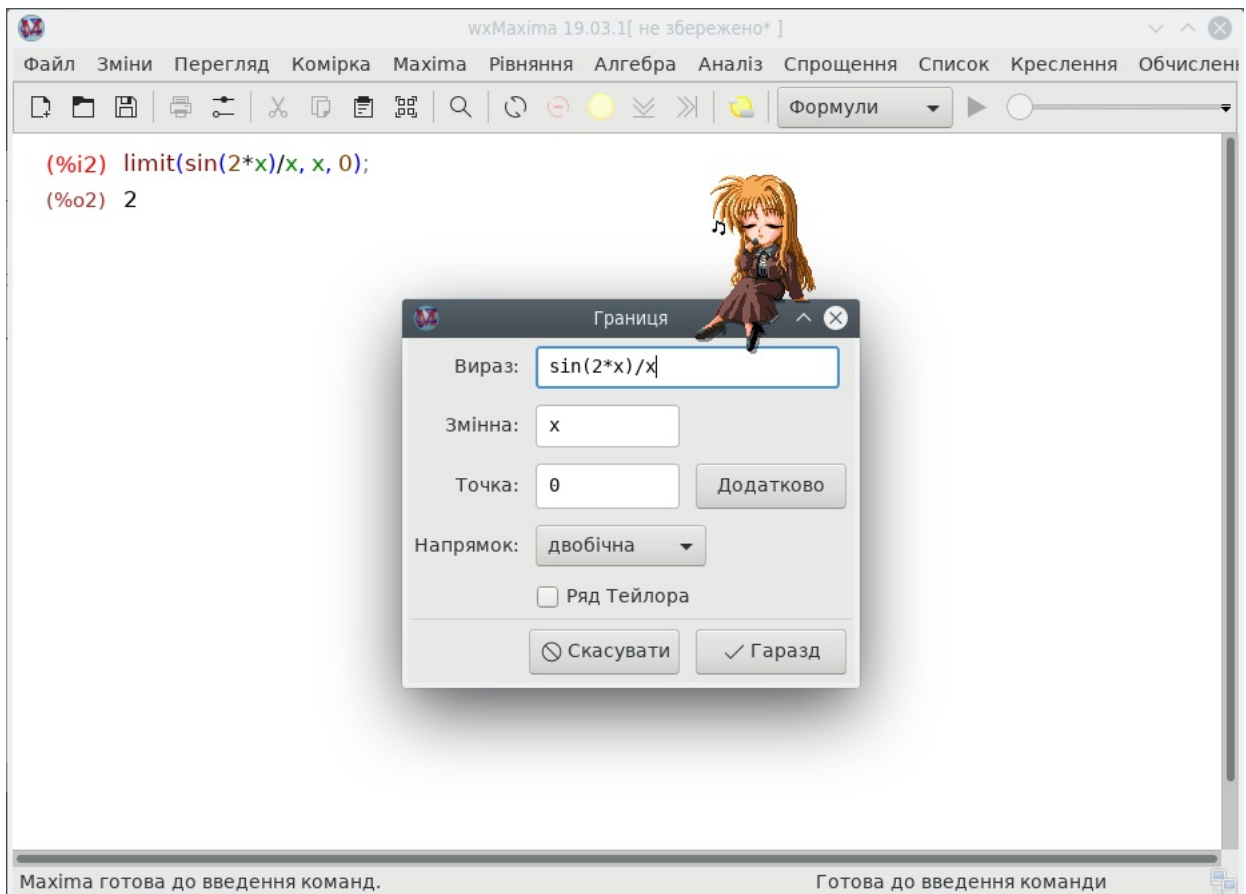 wxMaxima 19.03.1[ не збережено* ]
Файл Зміни Перегляд Комірка Maxima Рівняння Алгебра Аналіз Спрощення Список Креслення Обчислен
Формули
(%i2) limit(sin(2*x)/x, x, 0);
(%o2) 2
Границя
Вираз: sin(2*x)/x
Змінна: x
Точка: 0 Додатково
Напрямок: двобічна
Ряд Тейлора
Скасувати Гаразд
Maxima готова до введення команд. Готова до введення команди